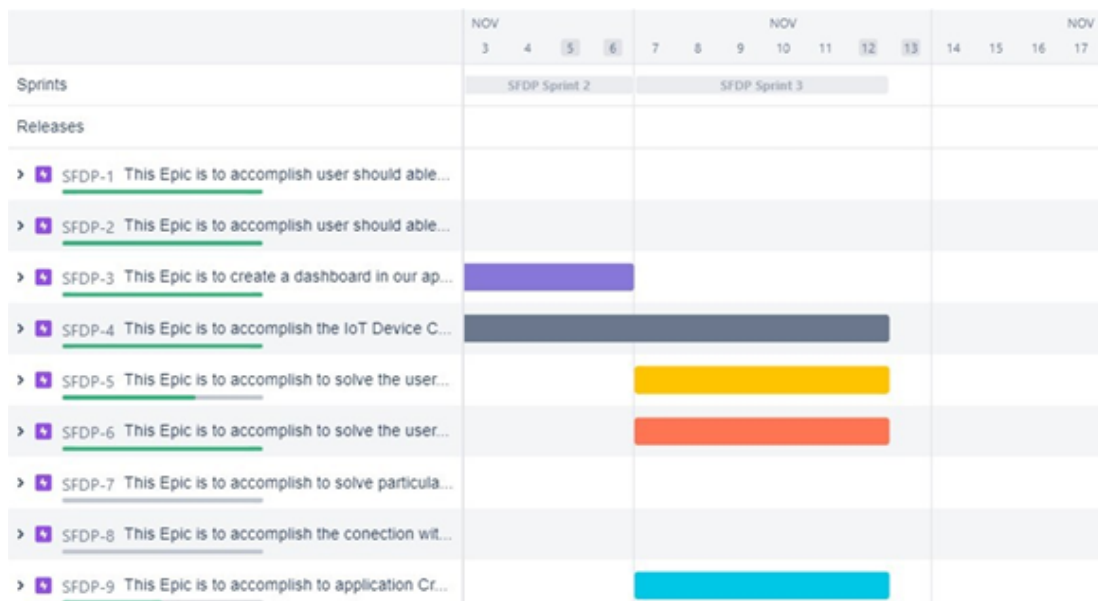 NOV NOV NOV
3 4 5 6 7 8 9 10 11 12 13 14 15 16 17
Sprints SFDP Sprint 2 SFDP Sprint 3
Releases
SFDP-1 This Epic is to accomplish user should able...
SFDP-2 This Epic is to accomplish user should able...
SFDP-3 This Epic is to create a dashboard in our ap...
SFDP-4 This Epic is to accomplish the IoT Device C...
SFDP-5 This Epic is to accomplish to solve the user...
SFDP-6 This Epic is to accomplish to solve the user...
SFDP-7 This Epic is to accomplish to solve particula...
SFDP-8 This Epic is to accomplish the conection wit...
SFDP-9 This Epic is to accomplish to application Cr...